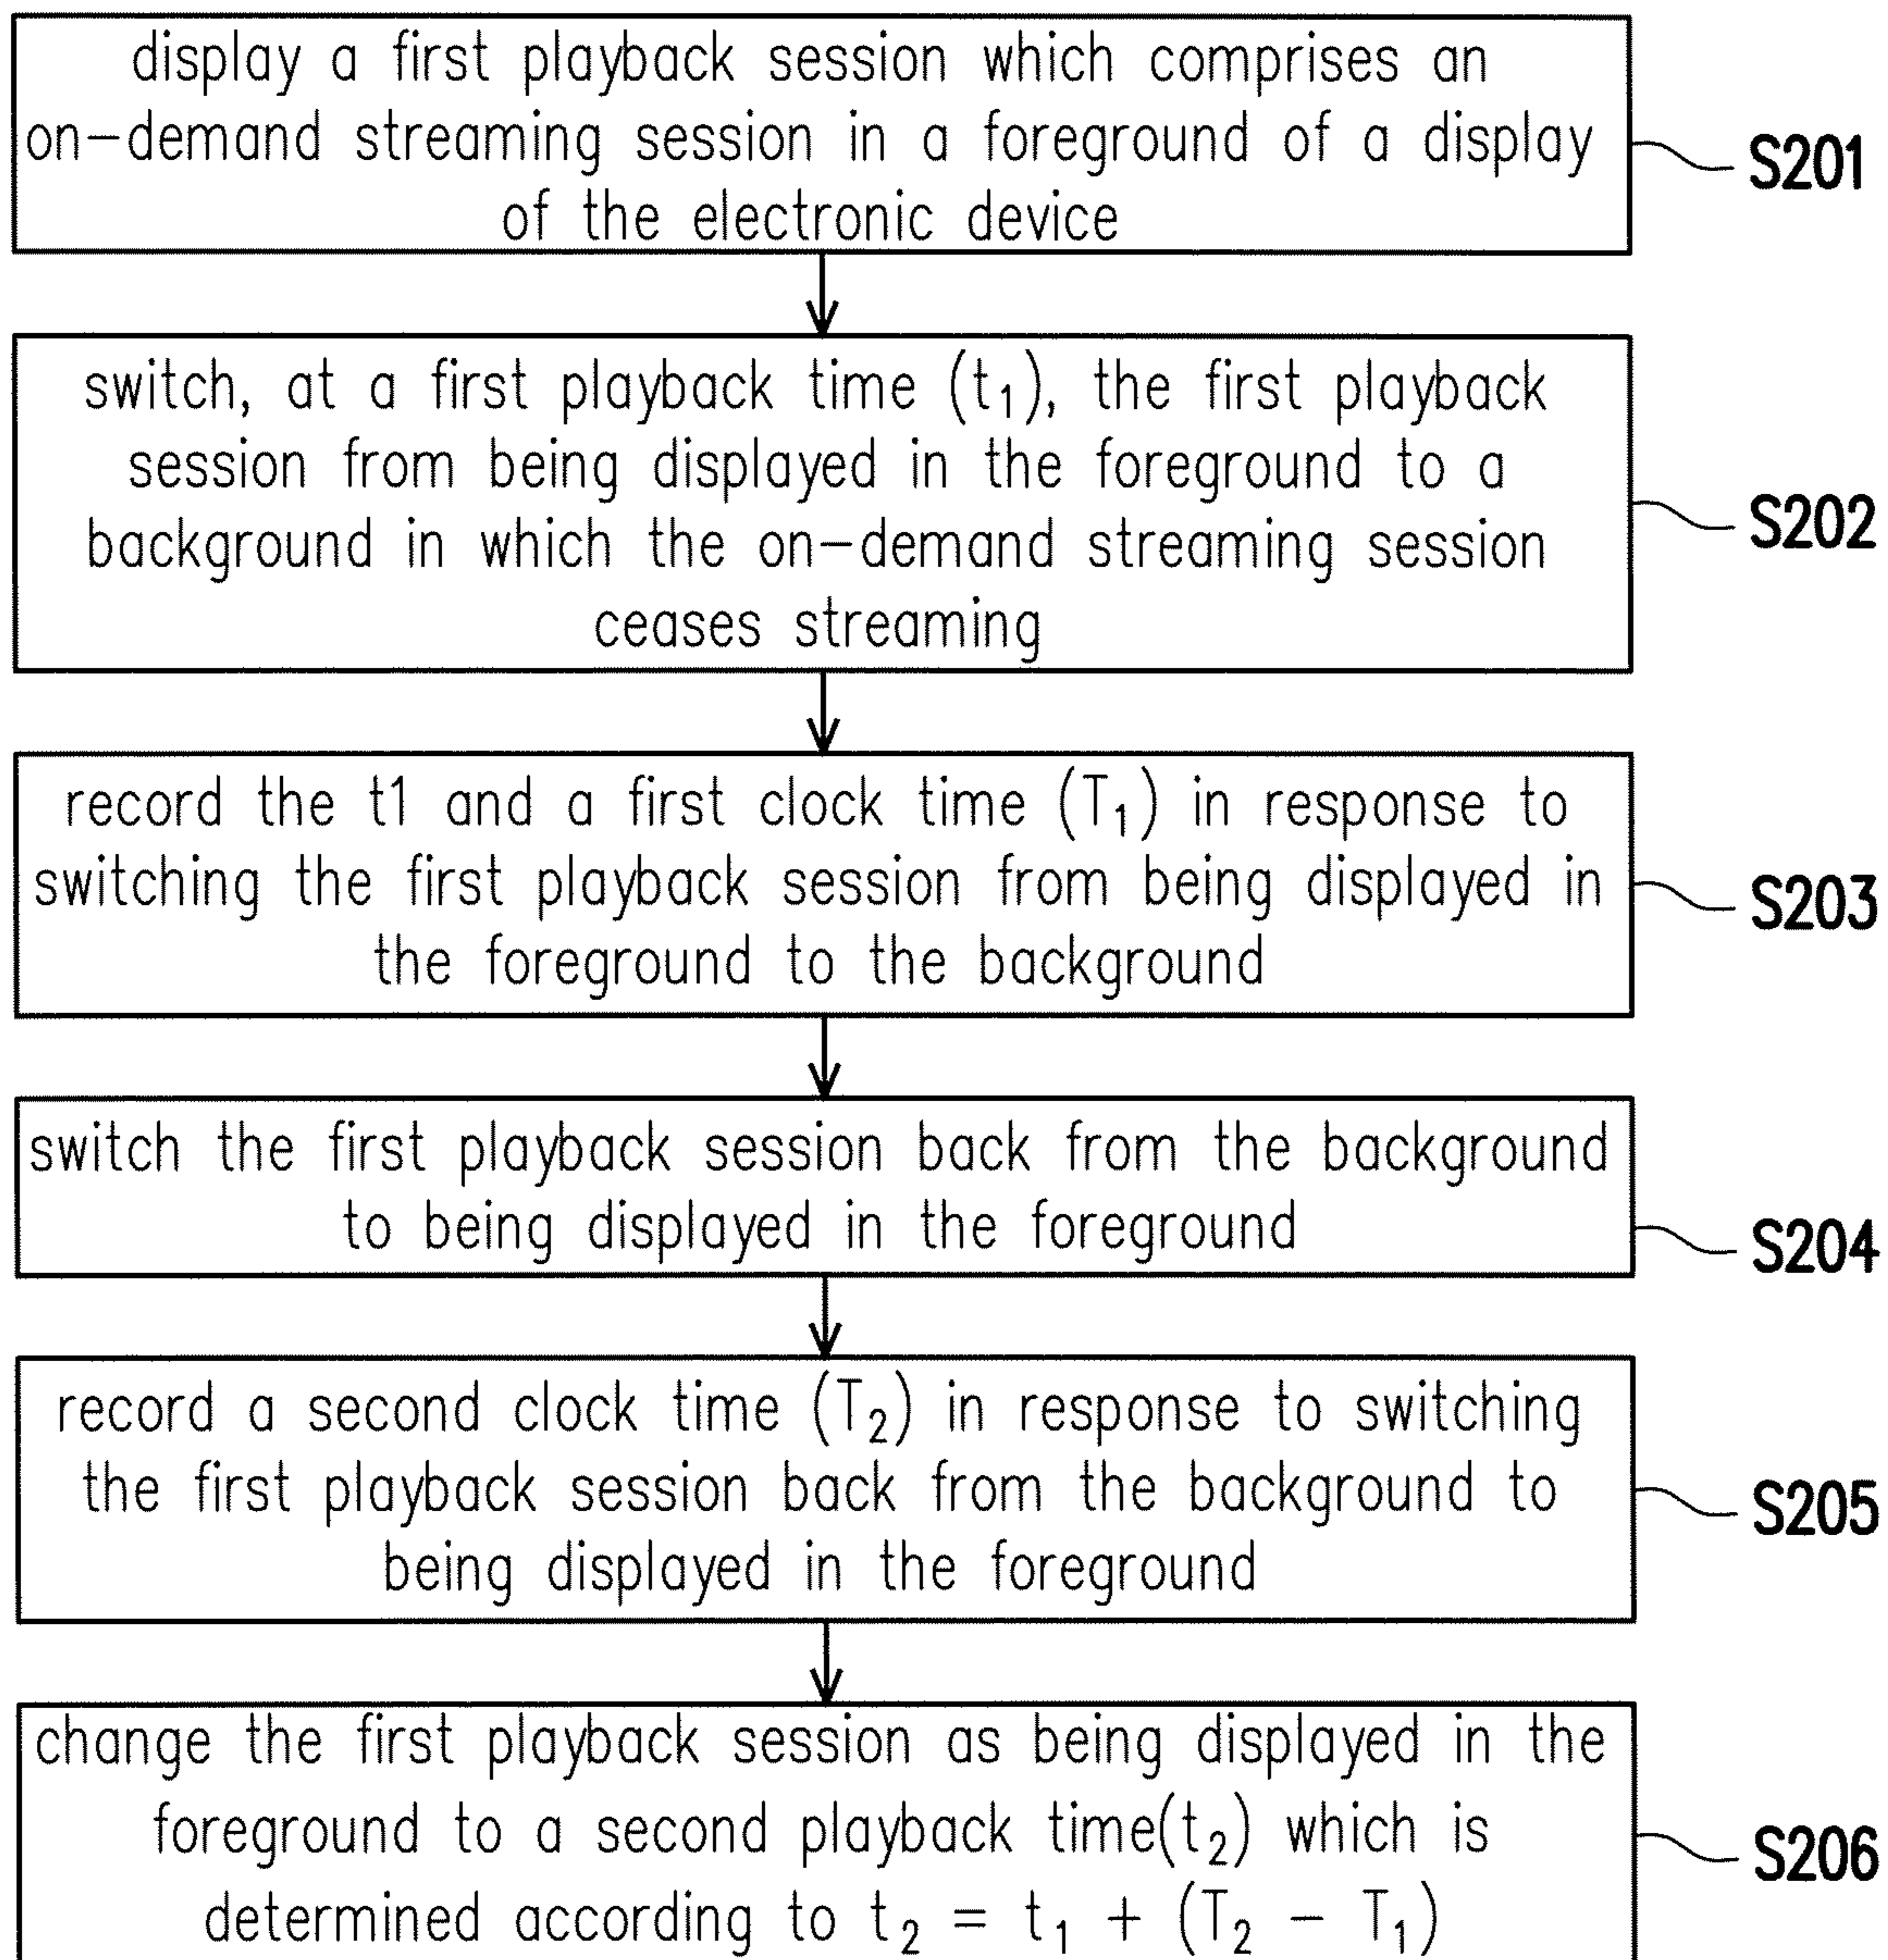 display a first playback session which comprises an
on-demand streaming session in a foreground of a display
of the electronic device
S201
switch, at a first playback time (t₁), the first playback
session from being displayed in the foreground to a
background in which the on-demand streaming session
ceases streaming
S202
record the t1 and a first clock time (T₁) in response to
switching the first playback session from being displayed in
the foreground to the background
S203
switch the first playback session back from the background
to being displayed in the foreground
S204
record a second clock time (T₂) in response to switching
the first playback session back from the background to
being displayed in the foreground
S205
change the first playback session as being displayed in the
foreground to a second playback time(t₂) which is
determined according to t₂ = t₁ + (T₂ - T₁)
S206